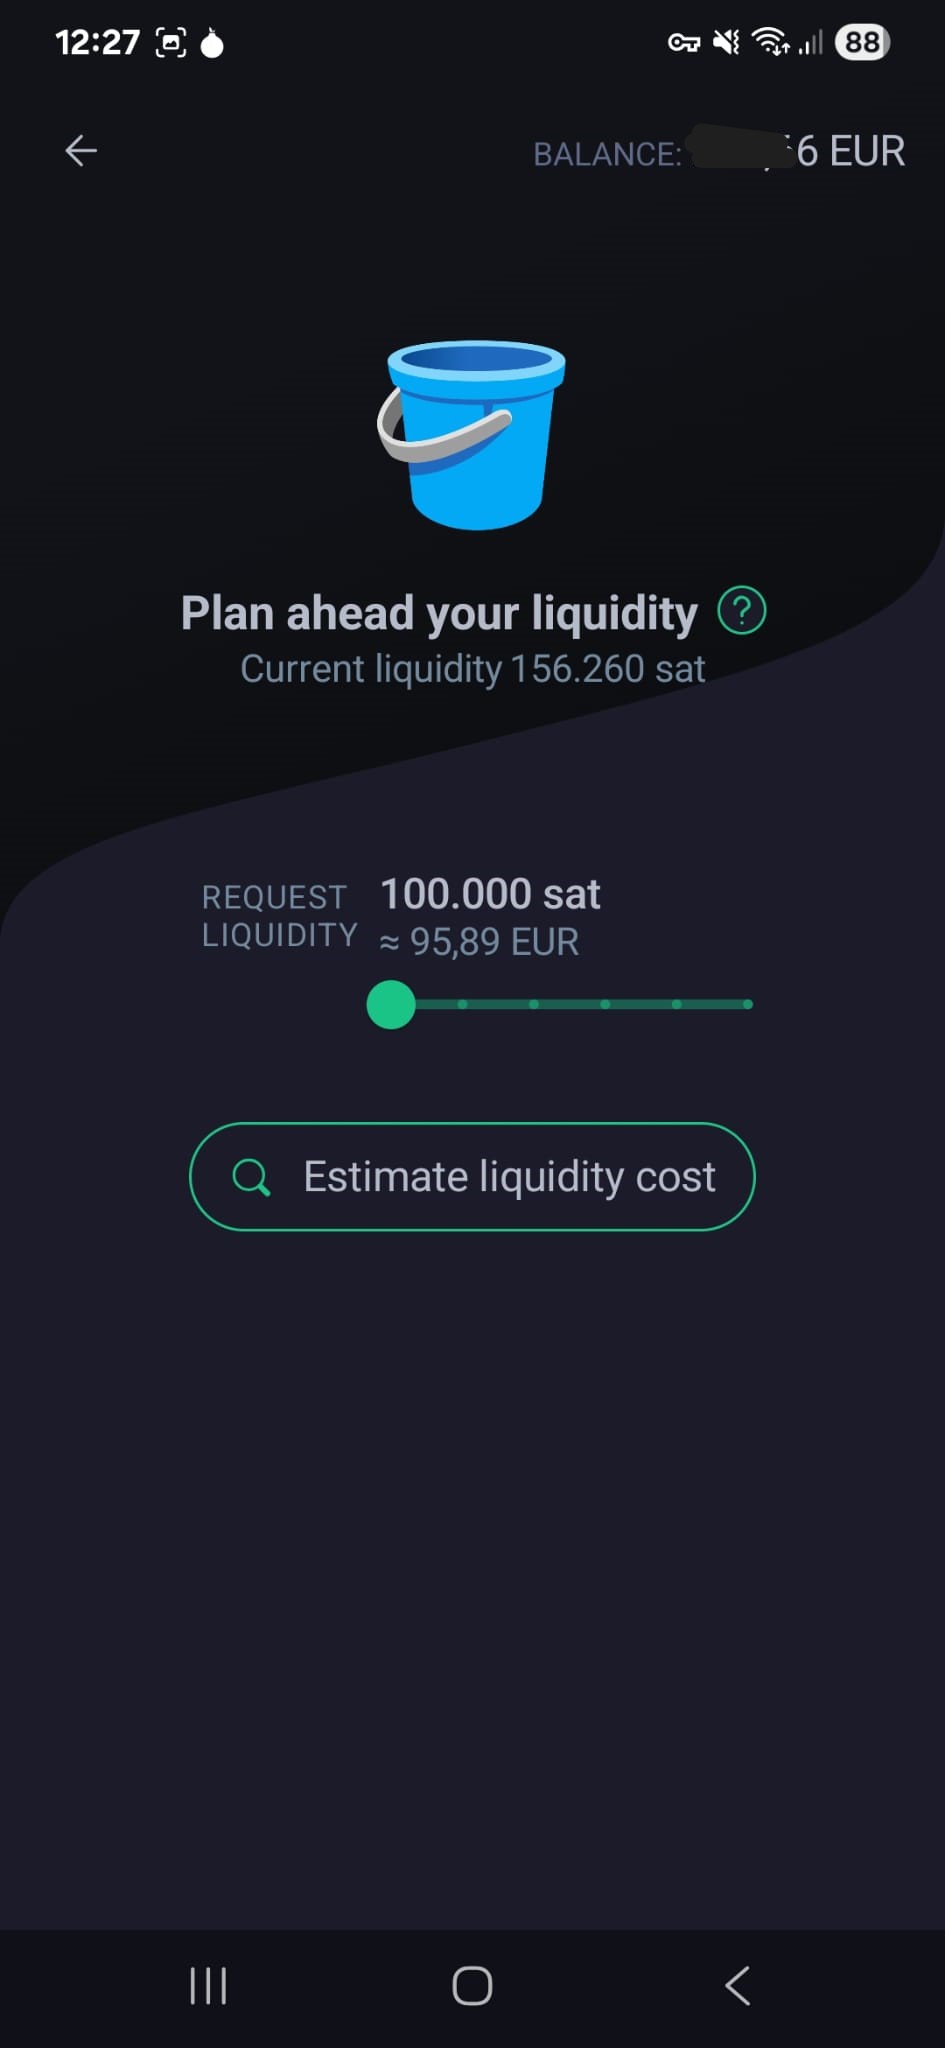 12:27
88
BALANCE: 6 EUR
Plan ahead your liquidity ?
Current liquidity 156.260 sat
REQUEST LIQUIDITY
100.000 sat
≈ 95,89 EUR
Estimate liquidity cost